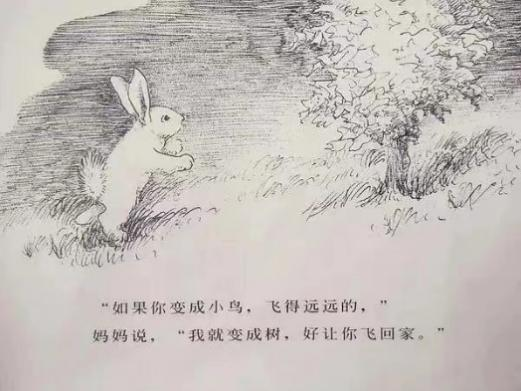 “如果你变成小鸟，飞得远远的，”
妈妈说，“我就变成树，好让你飞回家。”